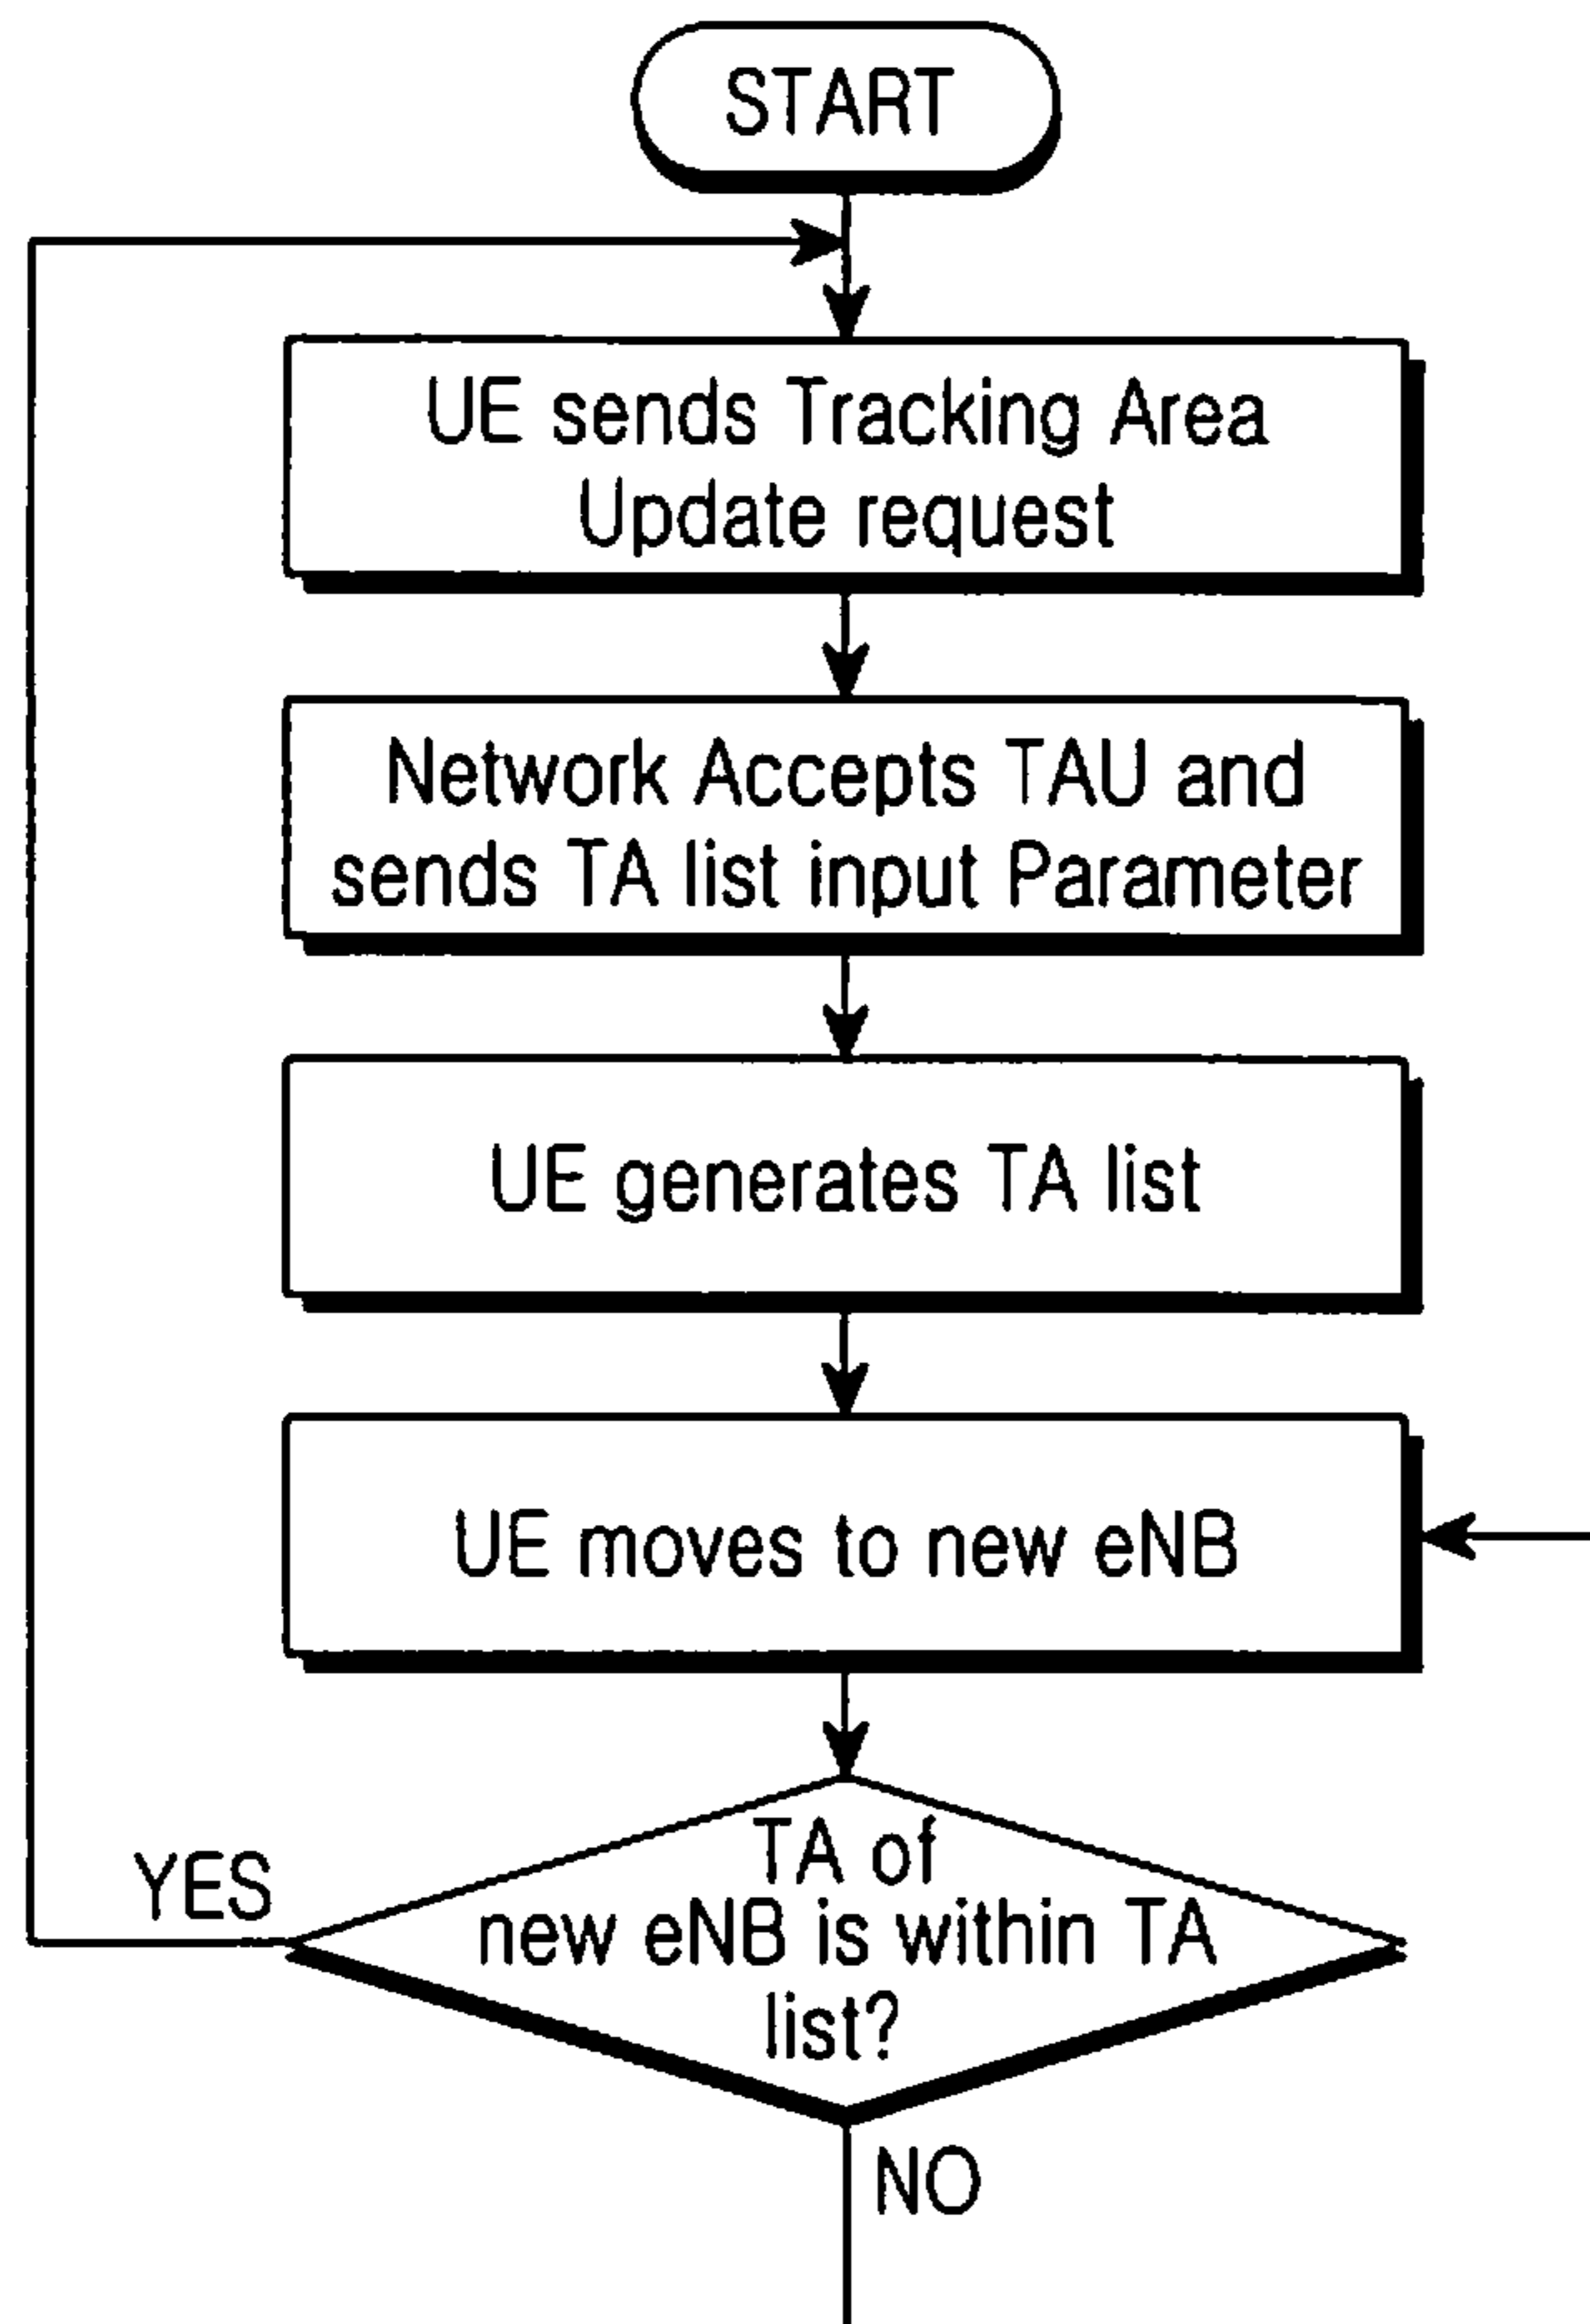 START
UE sends Tracking Area
Update request
Network Accepts TAU and
sends TA list input Parameter
UE generates TA list
UE moves to new eNB
TA of
new eNB is within TA
list?
YES
NO